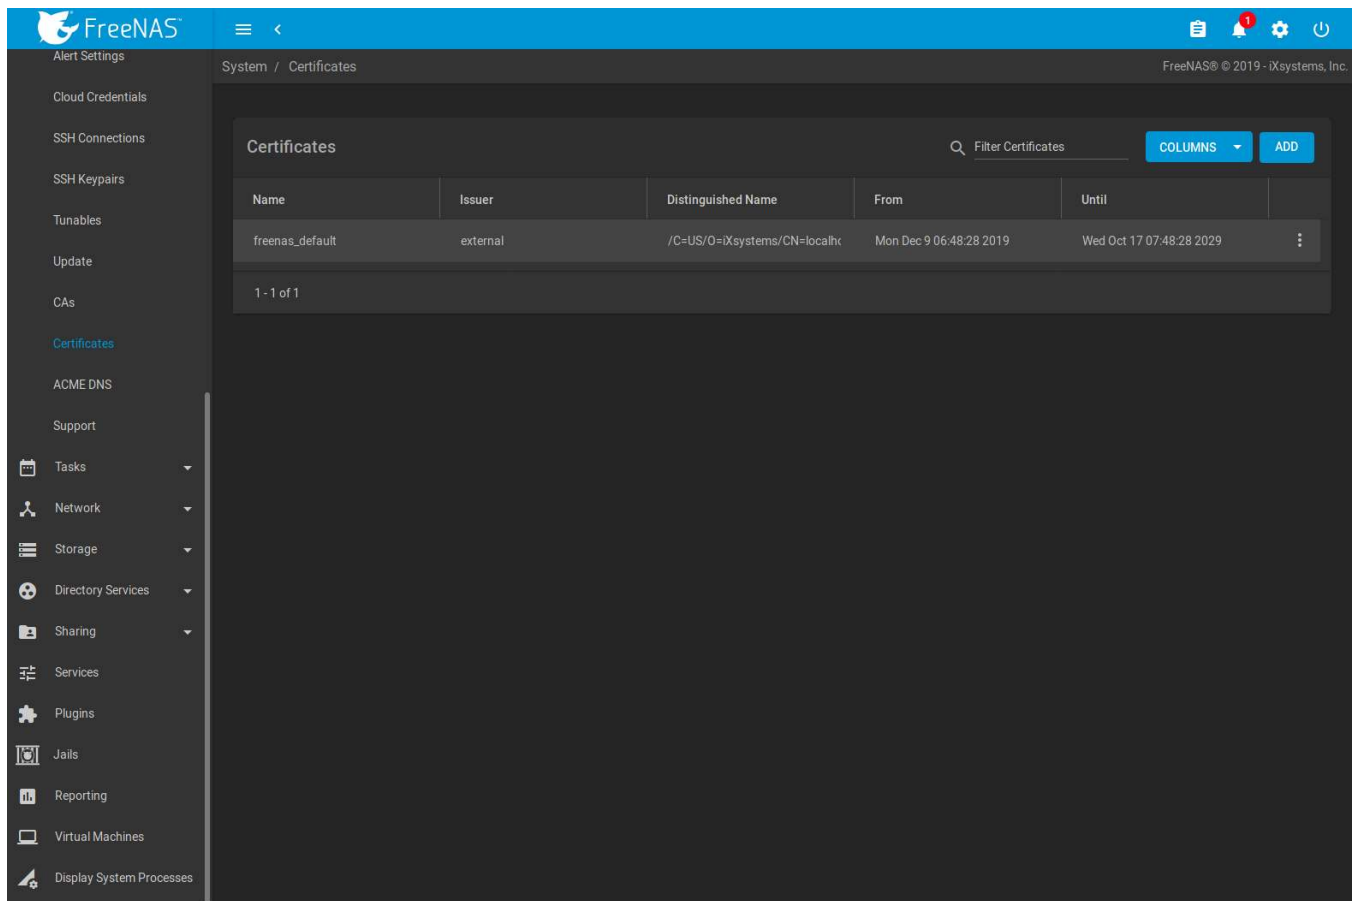 FreeNAS
1
Alert Settings
Cloud Credentials
SSH Connections
SSH Keypairs
Tunables
Update
CAs
Certificates
ACME DNS
Support
Tasks
Network
Storage
Directory Services
Sharing
Services
Plugins
Jails
Reporting
Virtual Machines
Display System Processes
System / Certificates
FreeNAS® © 2019 - iXsystems, Inc.
Certificates
Filter Certificates
COLUMNS
ADD
Name Issuer Distinguished Name From Until
freenas_default external /C=US/O=iXsystems/CN=localho Mon Dec 9 06:48:28 2019 Wed Oct 17 07:48:28 2029
1 - 1 of 1